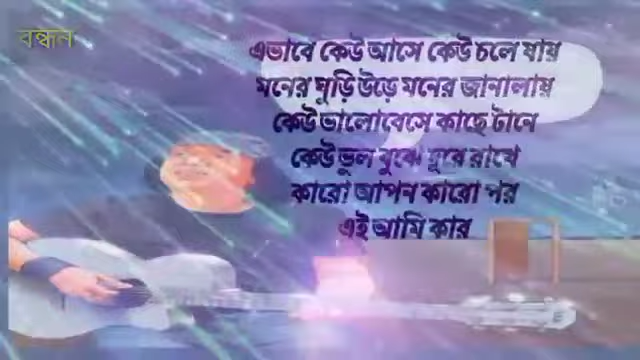 বন্ধন
এভাবে কেউ আসে কেউ চলে যায়
মনের ঘুড়ি উড়ে মনের জানালায়
কেউ ভালোবেসে কাছে টানে
কেউ ভুল বুঝে দূরে রাখে
কারো আপন কারো পর
এই আমি কার